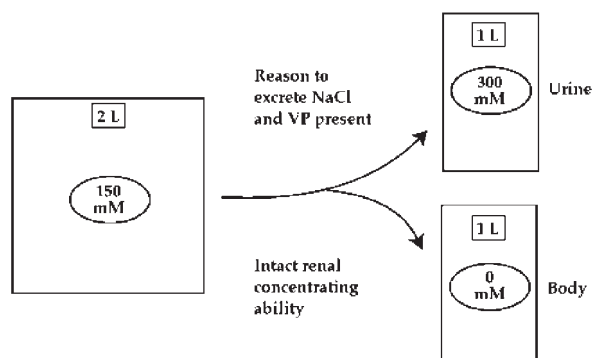 2 L
150
mM
Reason to
excrete NaCl
and VP present
Intact renal
concentrating
ability
1 L
300
mM
Urine
1 L
0
mM
Body